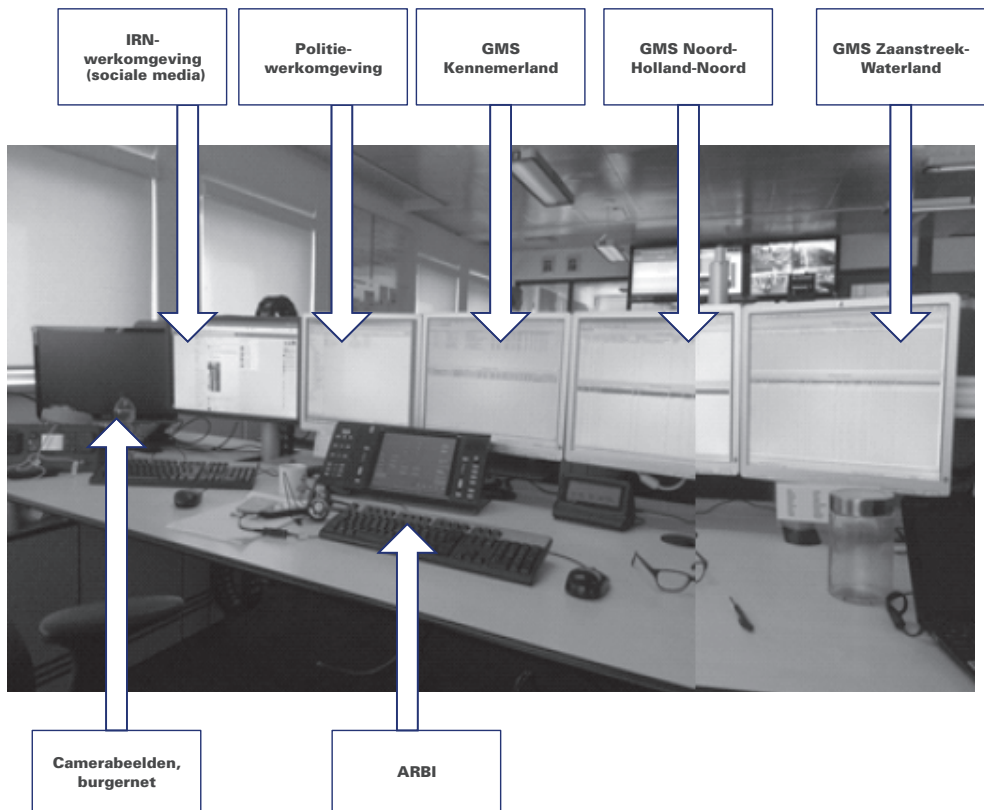 IRN-
werkomgeving
(sociale media)
Politie-
werkomgeving
GMS
Kennemerland
GMS Noord-
Holland-Noord
GMS Zaanstreek-
Waterland
Camerabeelden,
burgernet
ARBI